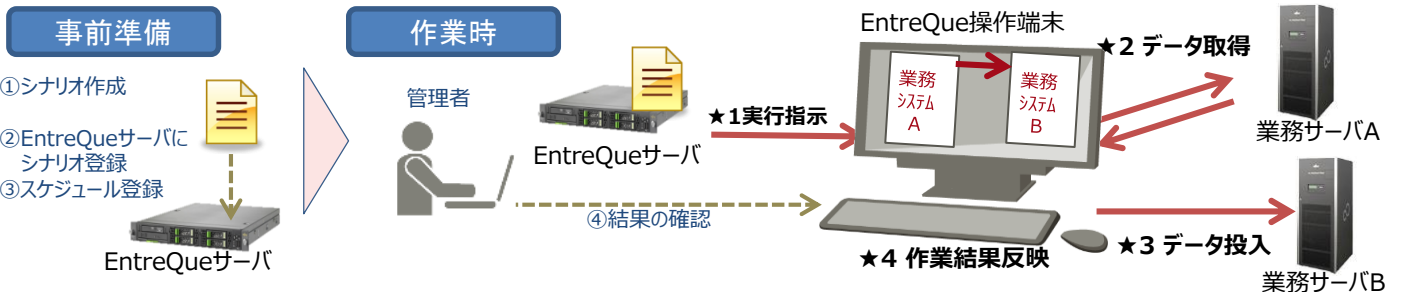 事前準備
①シナリオ作成
②EntreQueサーバに
シナリオ登録
③スケジュール登録
EntreQueサーバ
作業時
管理者
EntreQueサーバ
★1実行指示
④結果の確認
EntreQue操作端末
業務
システム
A
業務
システム
B
★2 データ取得
業務サーバA
★3 データ投入
★4 作業結果反映
業務サーバB